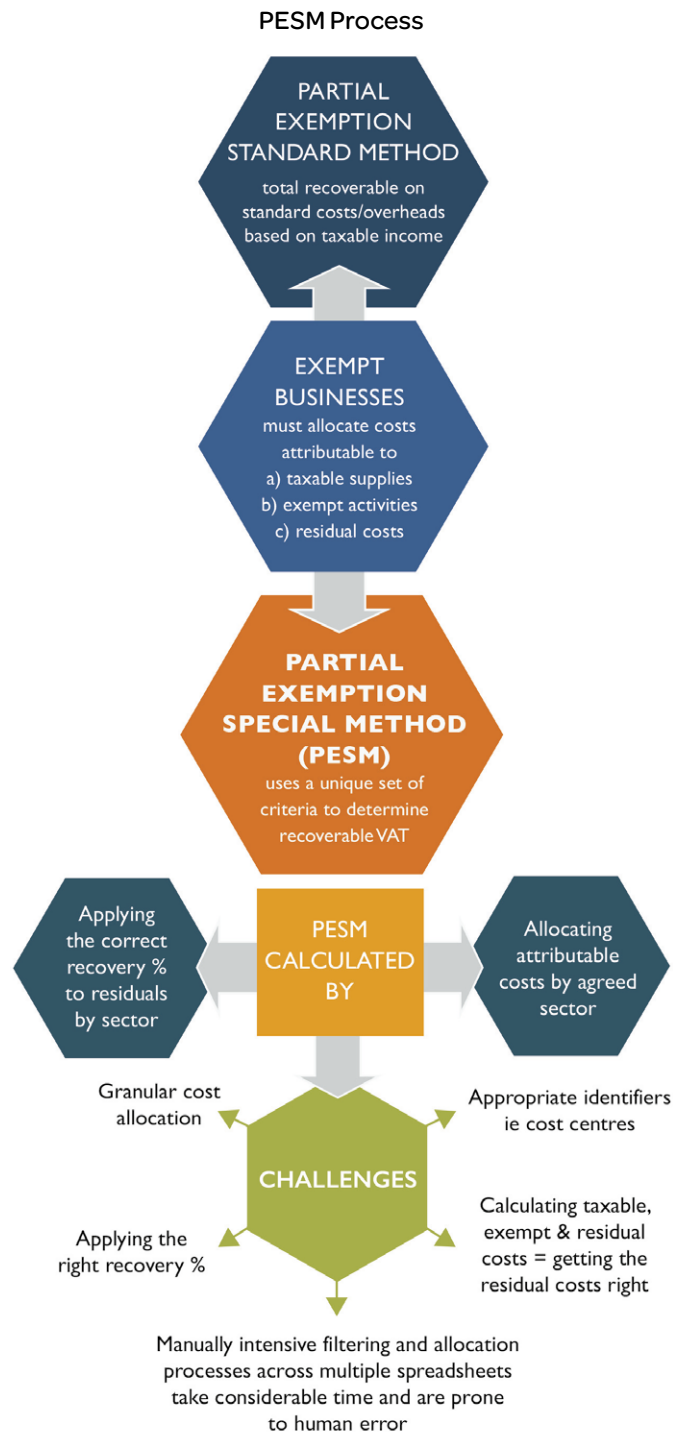 PESM Process
PARTIAL
EXEMPTION
STANDARD METHOD
total recoverable on
standard costs/overheads
based on taxable income
EXEMPT
BUSINESSES
must allocate costs
attributable to
a) taxable supplies
b) exempt activities
c) residual costs
PARTIAL
EXEMPTION
SPECIAL METHOD
(PESM)
uses a unique set of
criteria to determine
recoverable VAT
Applying
the correct
recovery %
to residuals
by sector
PESM
CALCULATED
BY
Allocating
attributable
costs by agreed
sector
Granular cost
allocation
Appropriate identifiers
ie cost centres
CHALLENGES
Applying the
right recovery %
Calculating taxable,
exempt & residual
costs = getting the
residual costs right
Manually intensive filtering and allocation
processes across multiple spreadsheets
take considerable time and are prone
to human error